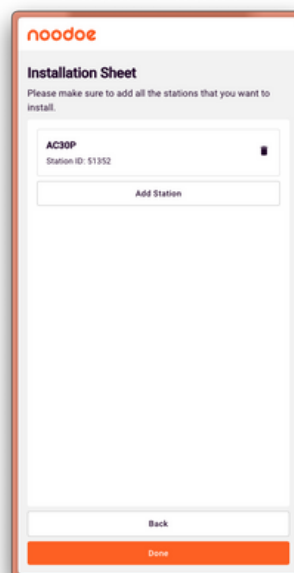 noodoe
Installation Sheet
Please make sure to add all the stations that you want to
install.
AC30P
Station ID: 51352
Add Station
Back
Done